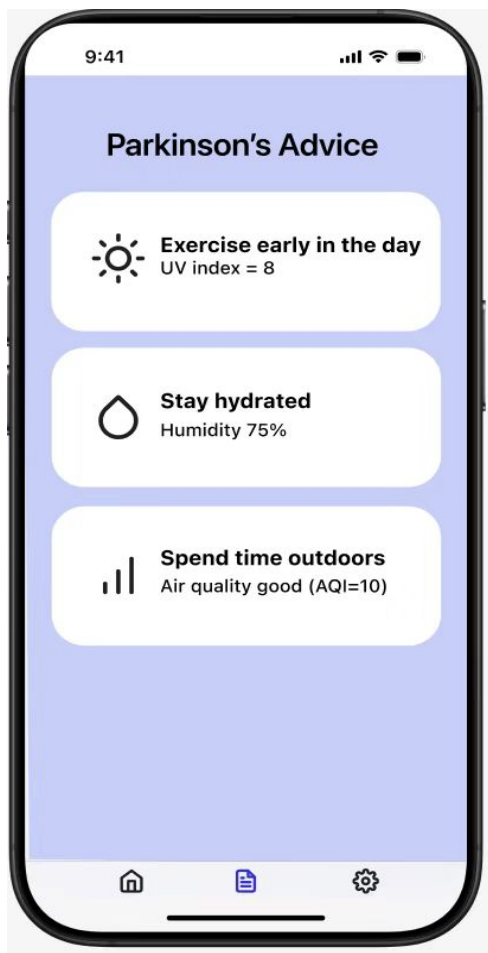 9:41
Parkinson's Advice
Exercise early in the day
UV index = 8
Stay hydrated
Humidity 75%
Spend time outdoors
Air quality good (AQI=10)